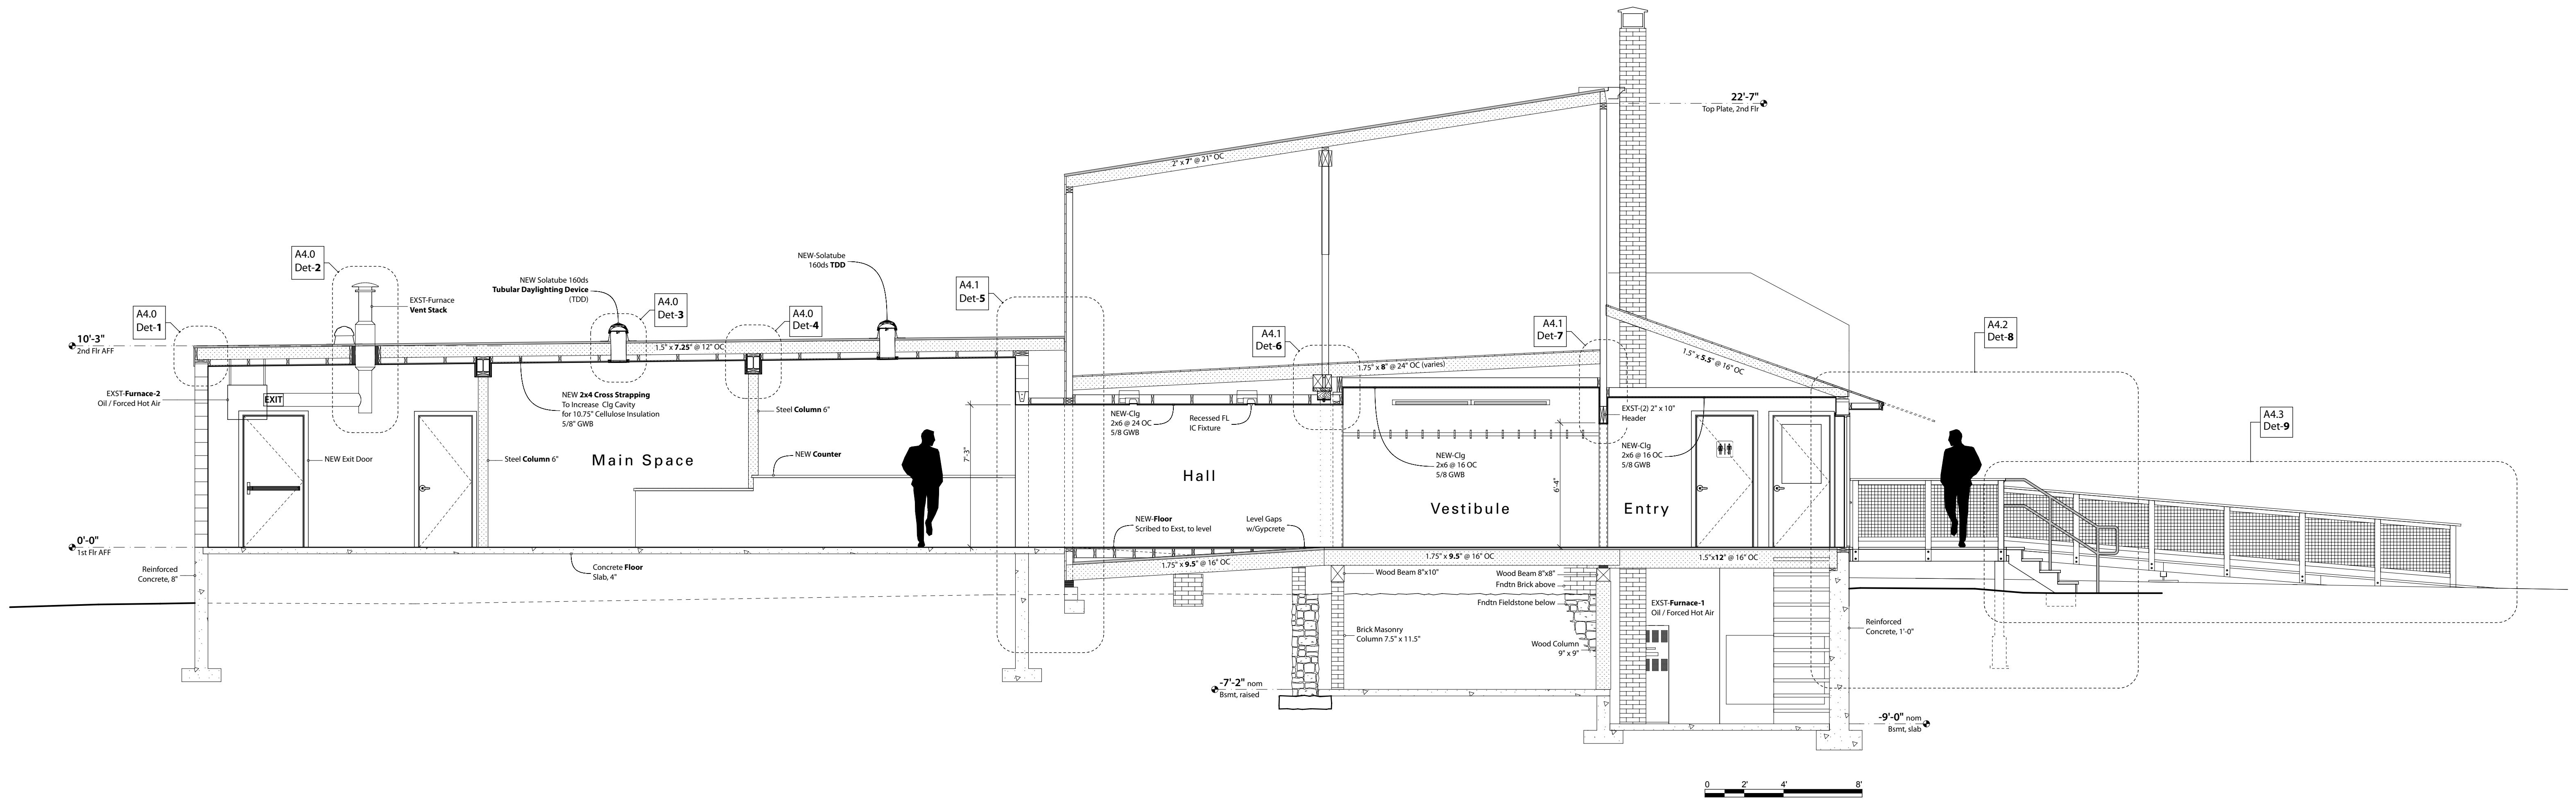 22'-7"
Top Plate, 2nd Flr
2" x 7" @ 21" OC
A4.0
Det-2
EXST-Furnace
Vent Stack
NEW Solatube 160ds
Tubular Daylighting Device
(TDD)
A4.0
Det-3
NEW-Solatube
160ds TDD
A4.1
Det-5
A4.0
Det-1
A4.0
Det-4
A4.1
Det-6
A4.1
Det-7
A4.2
Det-8
10'-3"
2nd Flr AFF
1.5" x 7.25" @ 12" OC
1.75" x 8" @ 24" OC (varies)
1.5" x 5.5" @ 16" OC
EXST-Furnace-2
Oil / Forced Hot Air
EXIT
NEW 2x4 Cross Strapping
To Increase Clg Cavity
for 10.75" Cellulose Insulation
5/8" GWB
Steel Column 6"
NEW-Clg
2x6 @ 24 OC
5/8 GWB
Recessed FL
IC Fixture
EXST-(2) 2" x 10"
Header
A4.3
Det-9
NEW Exit Door
Steel Column 6"
Main Space
NEW Counter
7'-3"
Hall
NEW-Clg
2x6 @ 16 OC
5/8 GWB
NEW-Clg
2x6 @ 16 OC
5/8 GWB
6'-4"
Vestibule
Entry
NEW-Floor
Scribed to Exst, to level
Level Gaps
w/Gypcrete
0'-0"
1st Flr AFF
Concrete Floor
Slab, 4"
1.75" x 9.5" @ 16" OC
1.75" x 9.5" @ 16" OC
1.5"x12" @ 16" OC
Reinforced
Concrete, 8"
Wood Beam 8"x10"
Wood Beam 8"x8"
Fndtn Brick above
Fndtn Fieldstone below
EXST-Furnace-1
Oil / Forced Hot Air
Brick Masonry
Column 7.5" x 11.5"
Wood Column
9" x 9"
Reinforced
Concrete, 1'-0"
-7'-2" nom
Bsmt, raised
-9'-0" nom
Bsmt, slab
0 2' 4' 8'